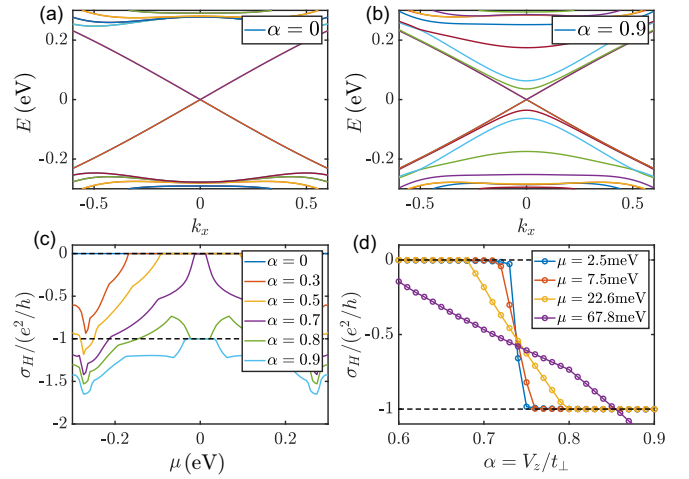 (a)
α = 0
E (eV)
0.2
0
-0.2
-0.5 0 0.5
k_x
(b)
α = 0.9
E (eV)
0.2
0
-0.2
-0.5 0 0.5
k_x
(c)
σ_H/(e²/h)
0
-0.5
-1
-1.5
-2
α = 0
α = 0.3
α = 0.5
α = 0.7
α = 0.8
α = 0.9
-0.2 0 0.2
μ (eV)
(d)
σ_H/(e²/h)
0
-0.5
-1
μ = 2.5meV
μ = 7.5meV
μ = 22.6meV
μ = 67.8meV
0.6 0.7 0.8 0.9
α = V_z/t_⊥